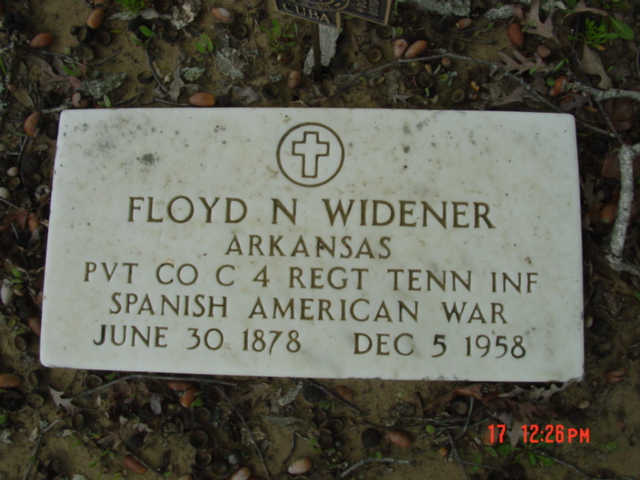 CUBA
FLOYD N WIDENER
ARKANSAS
PVT CO C 4 REGT TENN INF
SPANISH AMERICAN WAR
JUNE 30 1878 DEC 5 1958
17 12:26PM